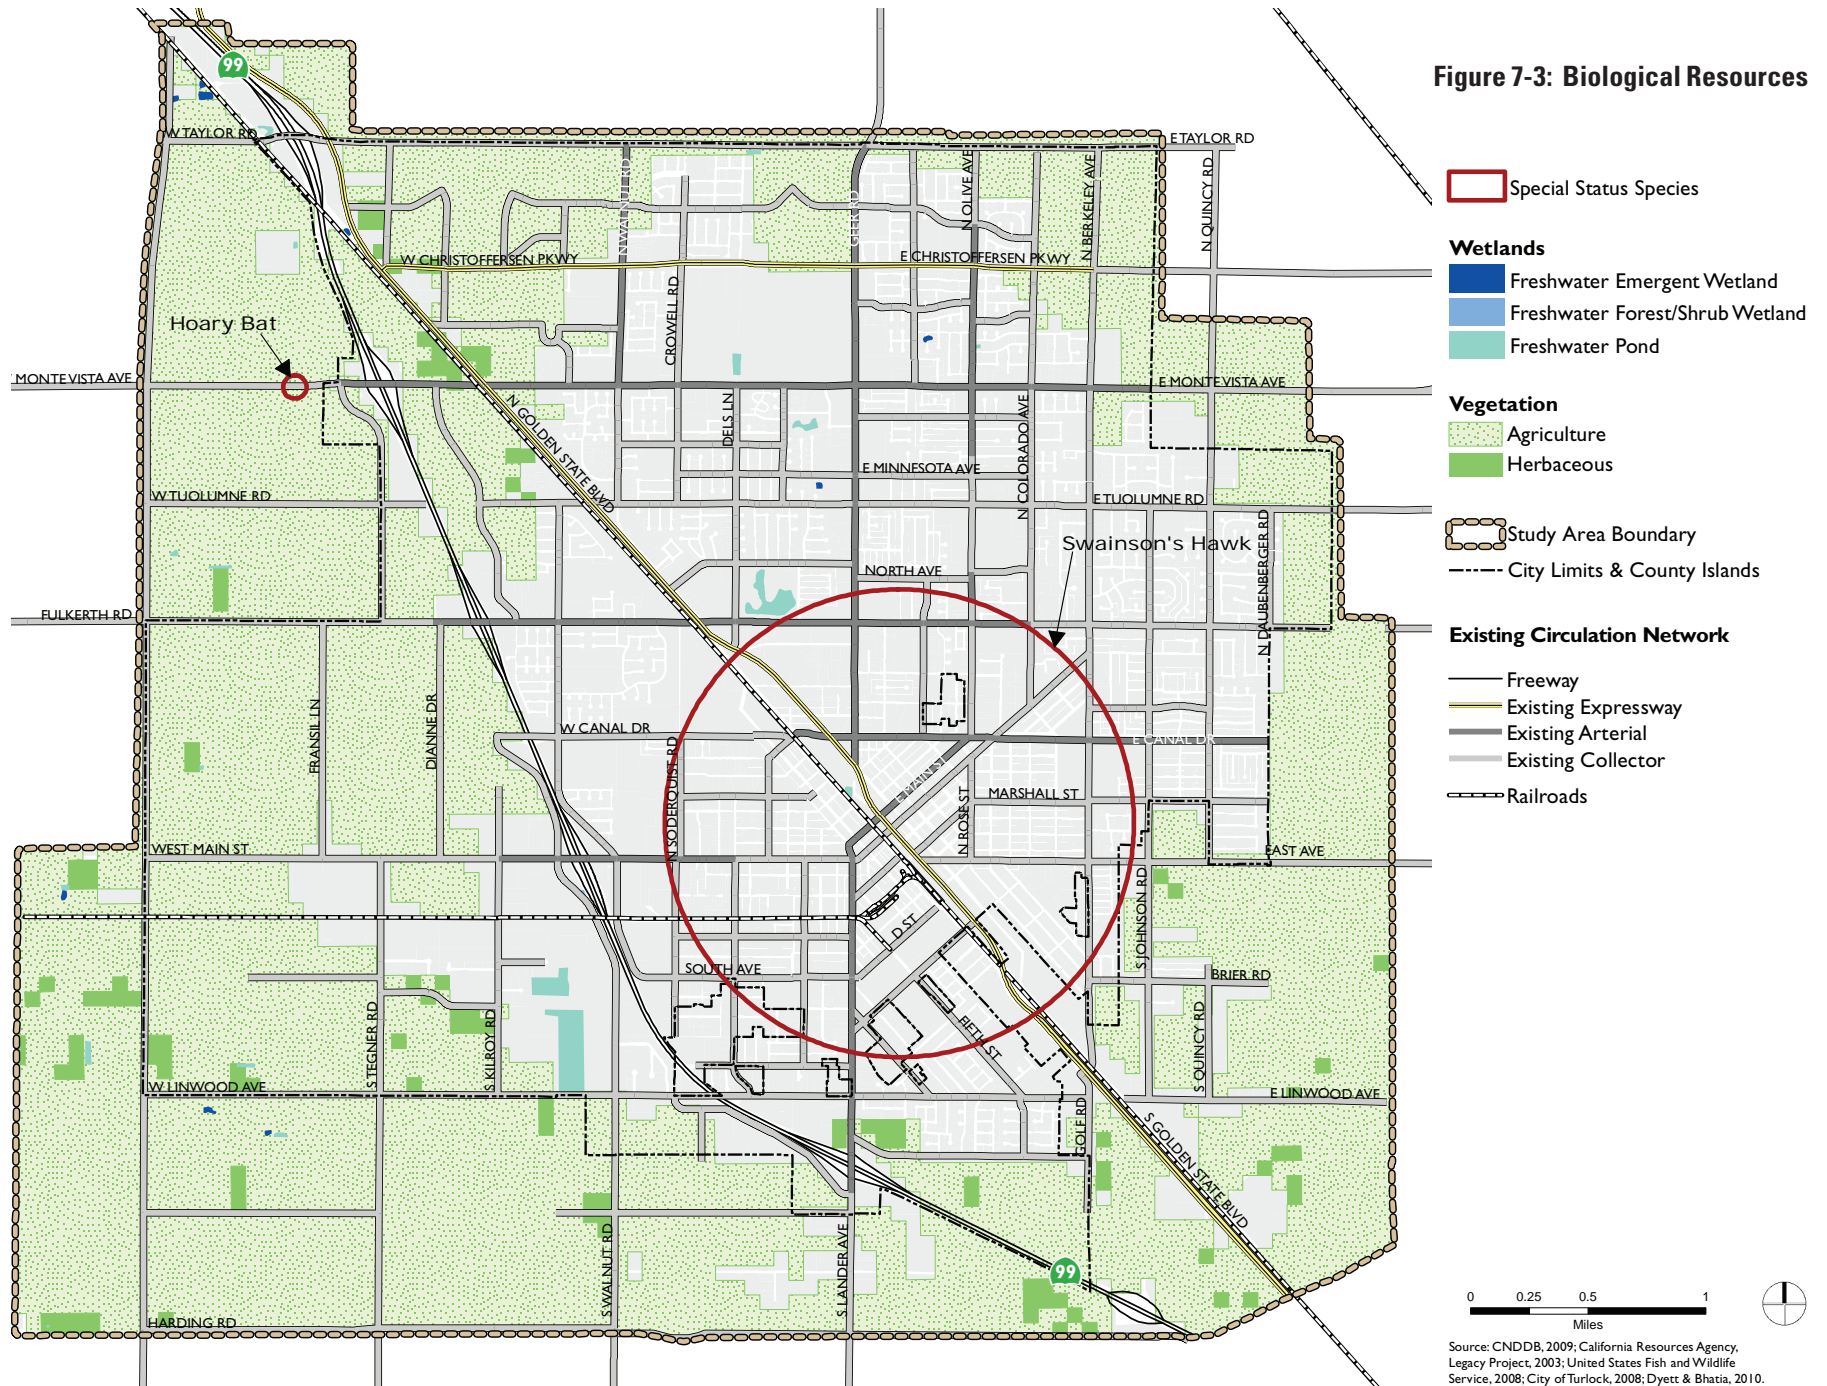 Figure 7-3: Biological Resources
99
W TAYLOR RD
E TAYLOR RD
N WALNUT RD
GEER RD
N OLIVE AVE
N BERKELEY AVE
N QUINCY RD
Special Status Species
Wetlands
Freshwater Emergent Wetland
Freshwater Forest/Shrub Wetland
Freshwater Pond
W CHRISTOFFERSEN PKWY
E CHRISTOFFERSEN PKWY
CROWELL RD
Hoary Bat
MONTE VISTA AVE
E MONTE VISTA AVE
N GOLDEN STATE BLVD
DELS LN
N COLORADO AVE
Vegetation
Agriculture
Herbaceous
E MINNESOTA AVE
W TUOLUMNE RD
E TUOLUMNE RD
Study Area Boundary
City Limits & County Islands
Swainson's Hawk
NORTH AVE
N DAUBENBERGER RD
FULKERTH RD
Existing Circulation Network
Freeway
Existing Expressway
Existing Arterial
Existing Collector
Railroads
FRANSIL LN
DIANNE DR
W CANAL DR
N SODERQUIST RD
E CANAL DR
E MAIN ST
N ROSE ST
MARSHALL ST
WEST MAIN ST
EAST AVE
D ST
S JOHNSON RD
SOUTH AVE
BRIER RD
S TEGNER RD
S KILROY RD
FIFTH ST
S QUINCY RD
W LINWOOD AVE
E LINWOOD AVE
GOLF RD
S GOLDEN STATE BLVD
S WALNUT RD
S LANDER AVE
99
HARDING RD
0 0.25 0.5 1
Miles
Source: CNDDB, 2009; California Resources Agency,
Legacy Project, 2003; United States Fish and Wildlife
Service, 2008; City of Turlock, 2008; Dyett & Bhatia, 2010.